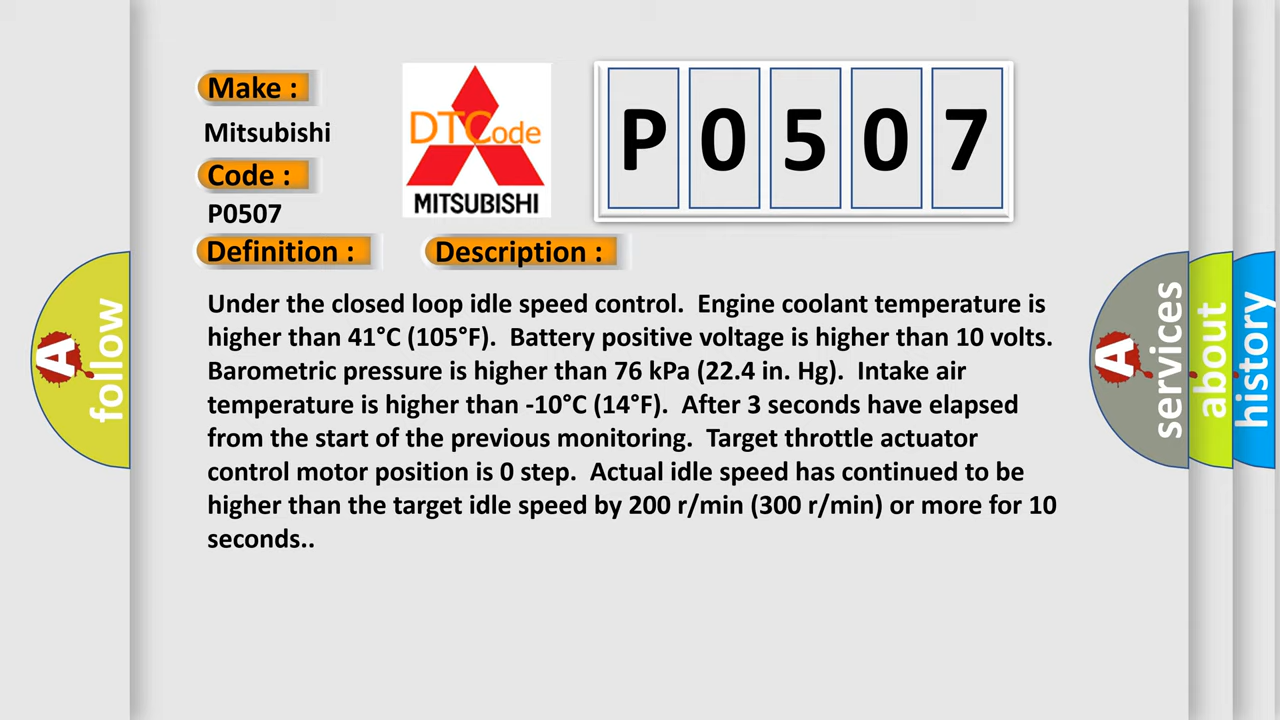 Make :
Mitsubishi
Code :
P0507
Definition :
Description :
DTCode
MITSUBISHI
P0507
Under the closed loop idle speed control.  Engine coolant temperature is
higher than 41°C (105°F).  Battery positive voltage is higher than 10 volts.
Barometric pressure is higher than 76 kPa (22.4 in. Hg).  Intake air
temperature is higher than -10°C (14°F).  After 3 seconds have elapsed
from the start of the previous monitoring.  Target throttle actuator
control motor position is 0 step.  Actual idle speed has continued to be
higher than the target idle speed by 200 r/min (300 r/min) or more for 10
seconds..
A
follow
A
services
about
history